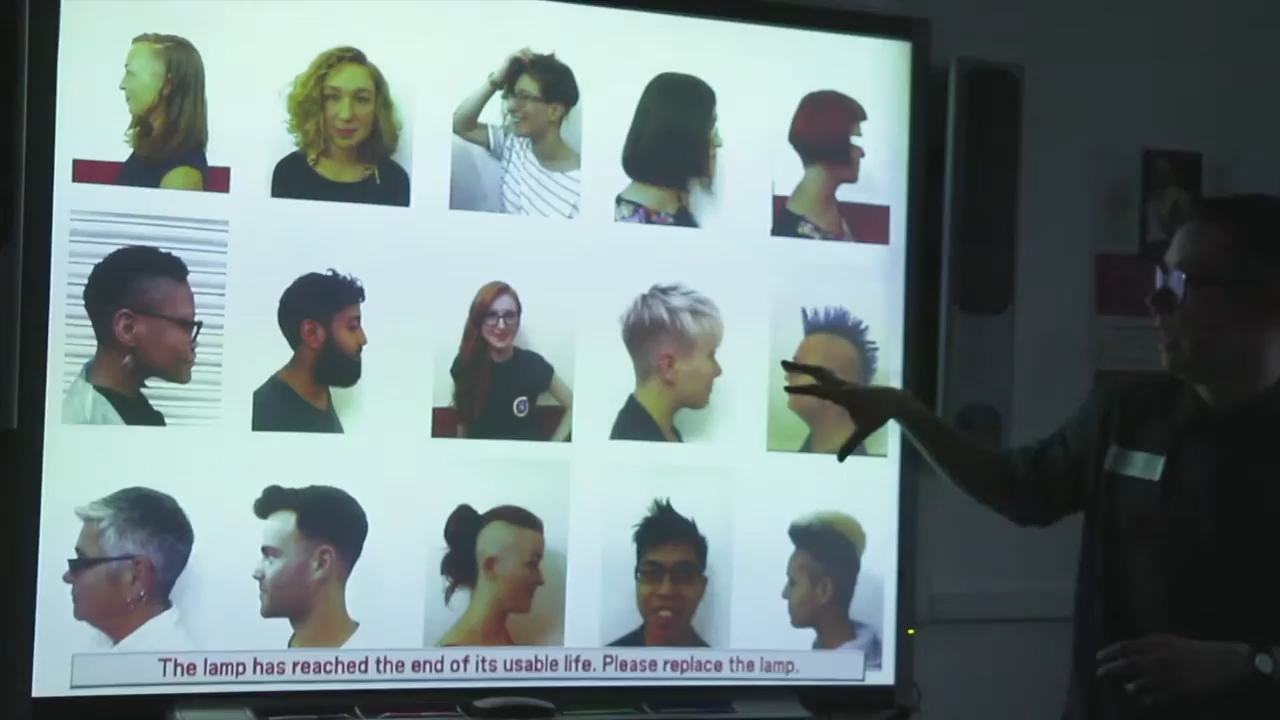 The lamp has reached the end of its usable life. Please replace the lamp.